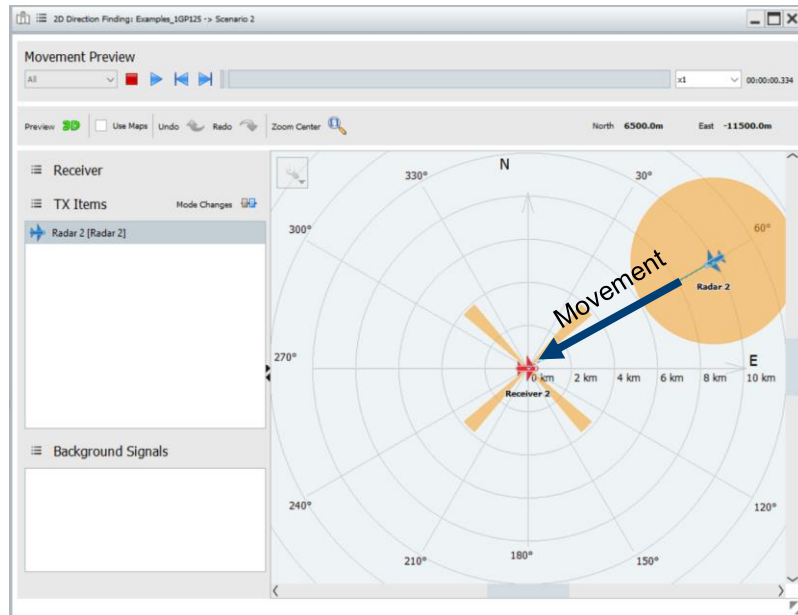 2D Direction Finding: Examples_1GP125 -> Scenario 2
Movement Preview
All
x1
00:00:00.334
Preview 3D Use Maps Undo Redo Zoom Center North 6500.0m East -11500.0m
Receiver
TX Items Mode Changes
Radar 2 [Radar 2]
Background Signals
N
330° 30°
300° 60°
Movement
Radar 2
270° E
0 km 2 km 4 km 6 km 8 km 10 km
Receiver 2
240° 120°
210° 180° 150°